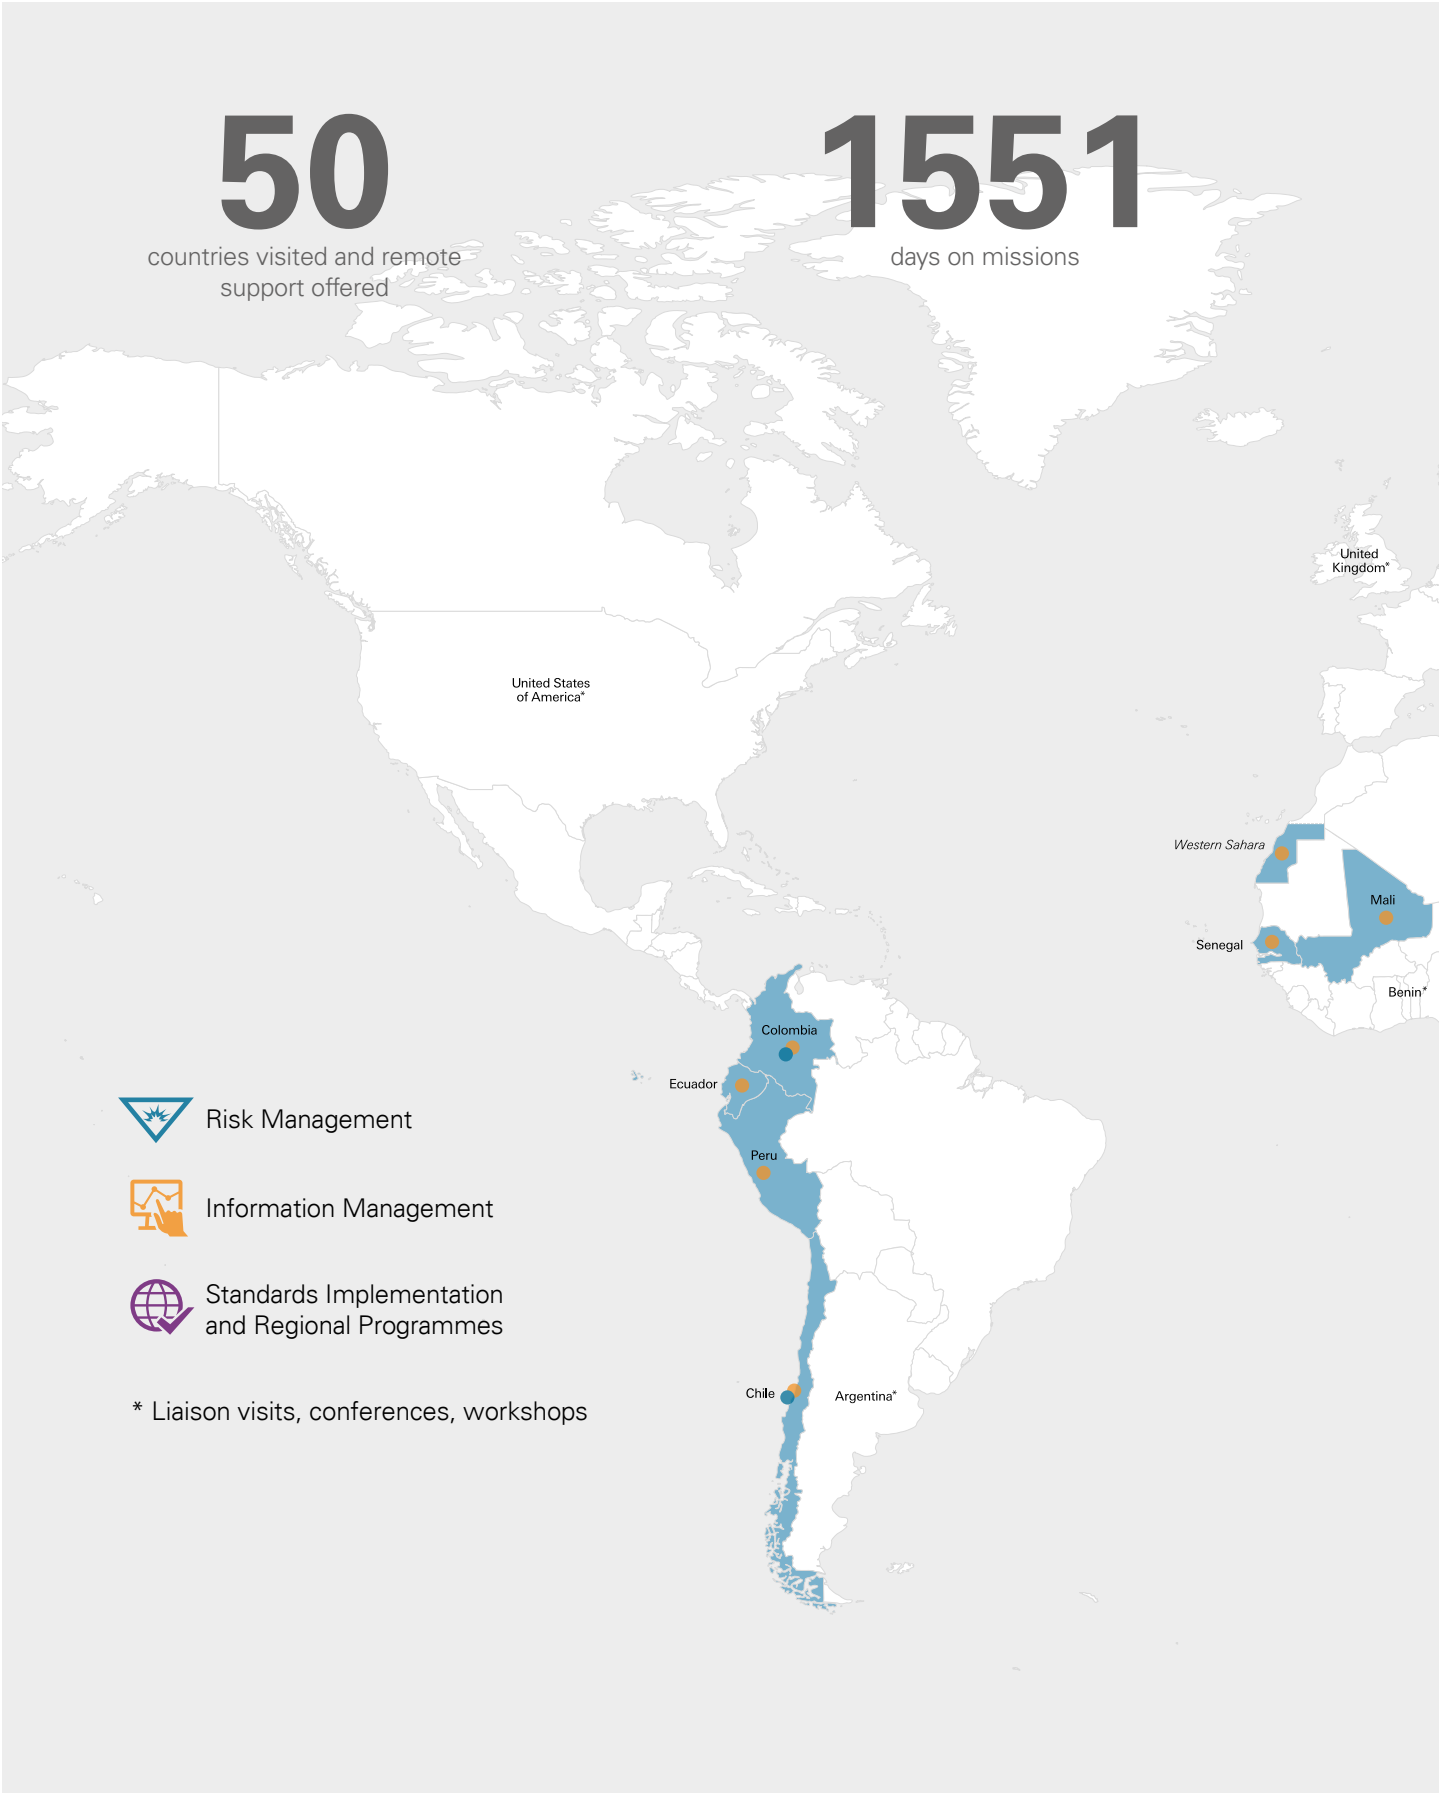 50
countries visited and remote
support offered
1551
days on missions
United
Kingdom*
United States
of America*
Western Sahara
Mali
Senegal
Benin*
Colombia
Ecuador
Peru
Chile
Argentina*
Risk Management
Information Management
Standards Implementation
and Regional Programmes
* Liaison visits, conferences, workshops